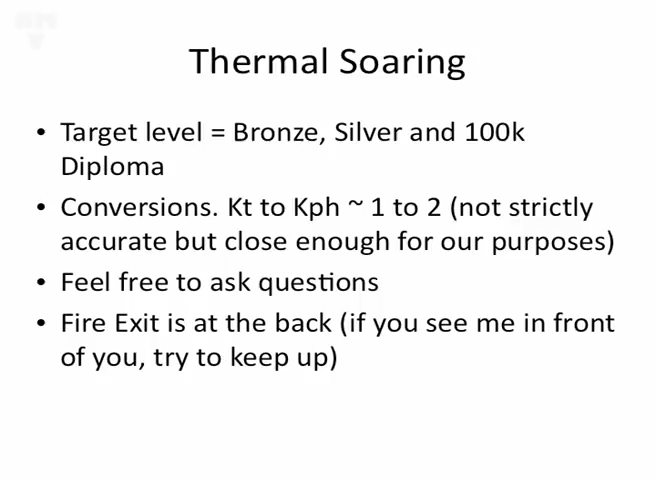 Thermal Soaring
• Target level = Bronze, Silver and 100k
Diploma
• Conversions. Kt to Kph ~ 1 to 2 (not strictly
accurate but close enough for our purposes)
• Feel free to ask questions
• Fire Exit is at the back (if you see me in front
of you, try to keep up)